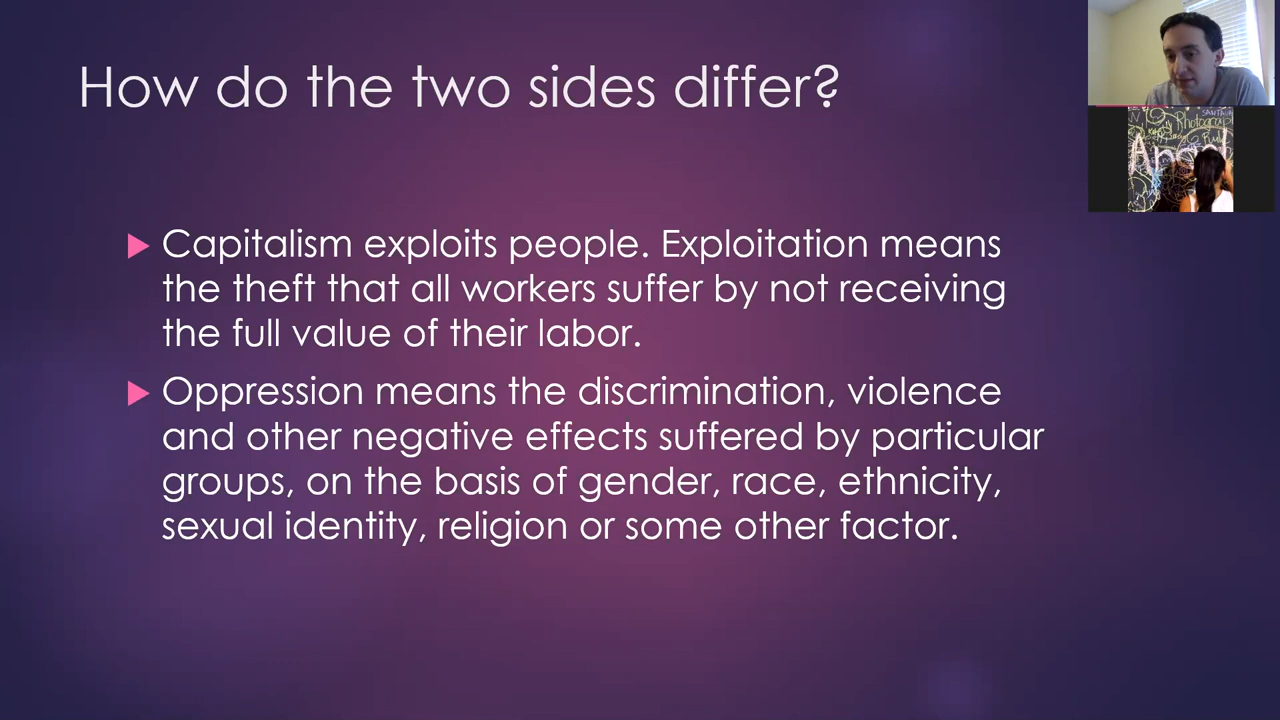 How do the two sides differ?
Capitalism exploits people. Exploitation means
the theft that all workers suffer by not receiving
the full value of their labor.
Oppression means the discrimination, violence
and other negative effects suffered by particular
groups, on the basis of gender, race, ethnicity,
sexual identity, religion or some other factor.